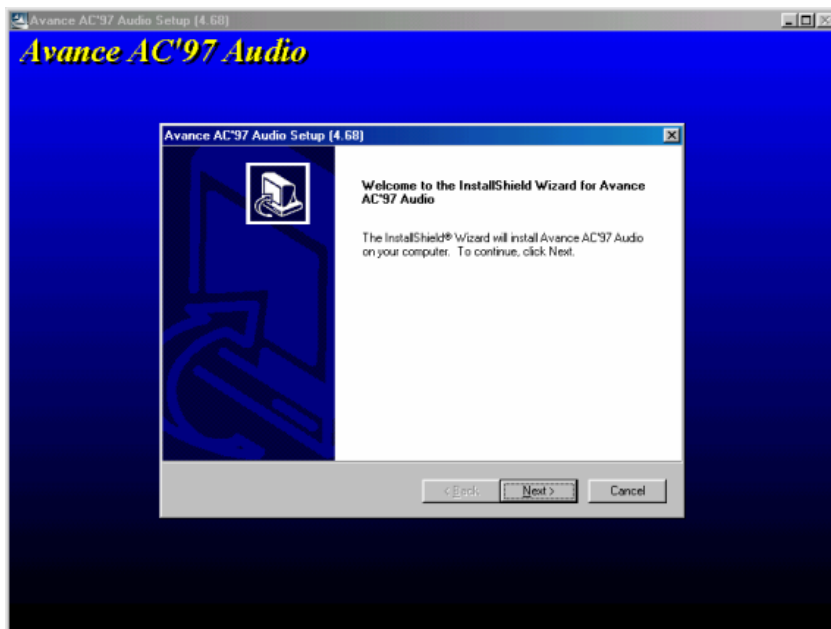 Avance AC'97 Audio Setup (4.68)
Avance AC'97 Audio
Avance AC'97 Audio Setup (4.68)
Welcome to the InstallShield Wizard for Avance
AC'97 Audio
The InstallShield® Wizard will install Avance AC'97 Audio
on your computer. To continue, click Next.
< Back Next > Cancel